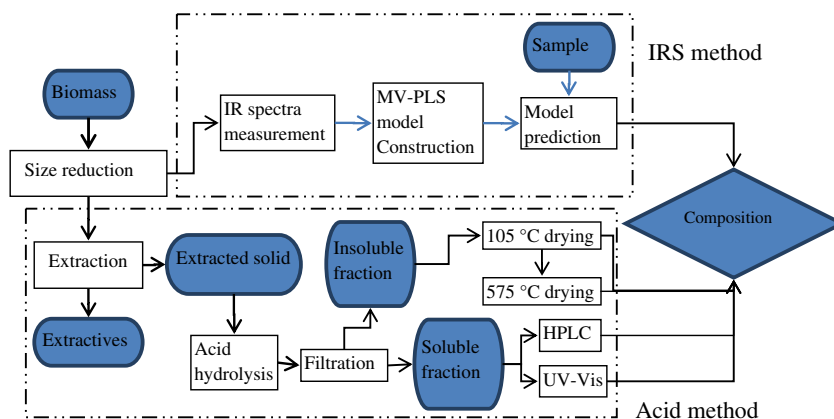 Sample
IRS method
Biomass
IR spectra
measurement
MV-PLS
model
Construction
Model
prediction
Size reduction
Composition
Extraction
Extracted solid
Insoluble
fraction
105 °C drying
575 °C drying
Extractives
Acid
hydrolysis
Filtration
Soluble
fraction
HPLC
UV-Vis
Acid method